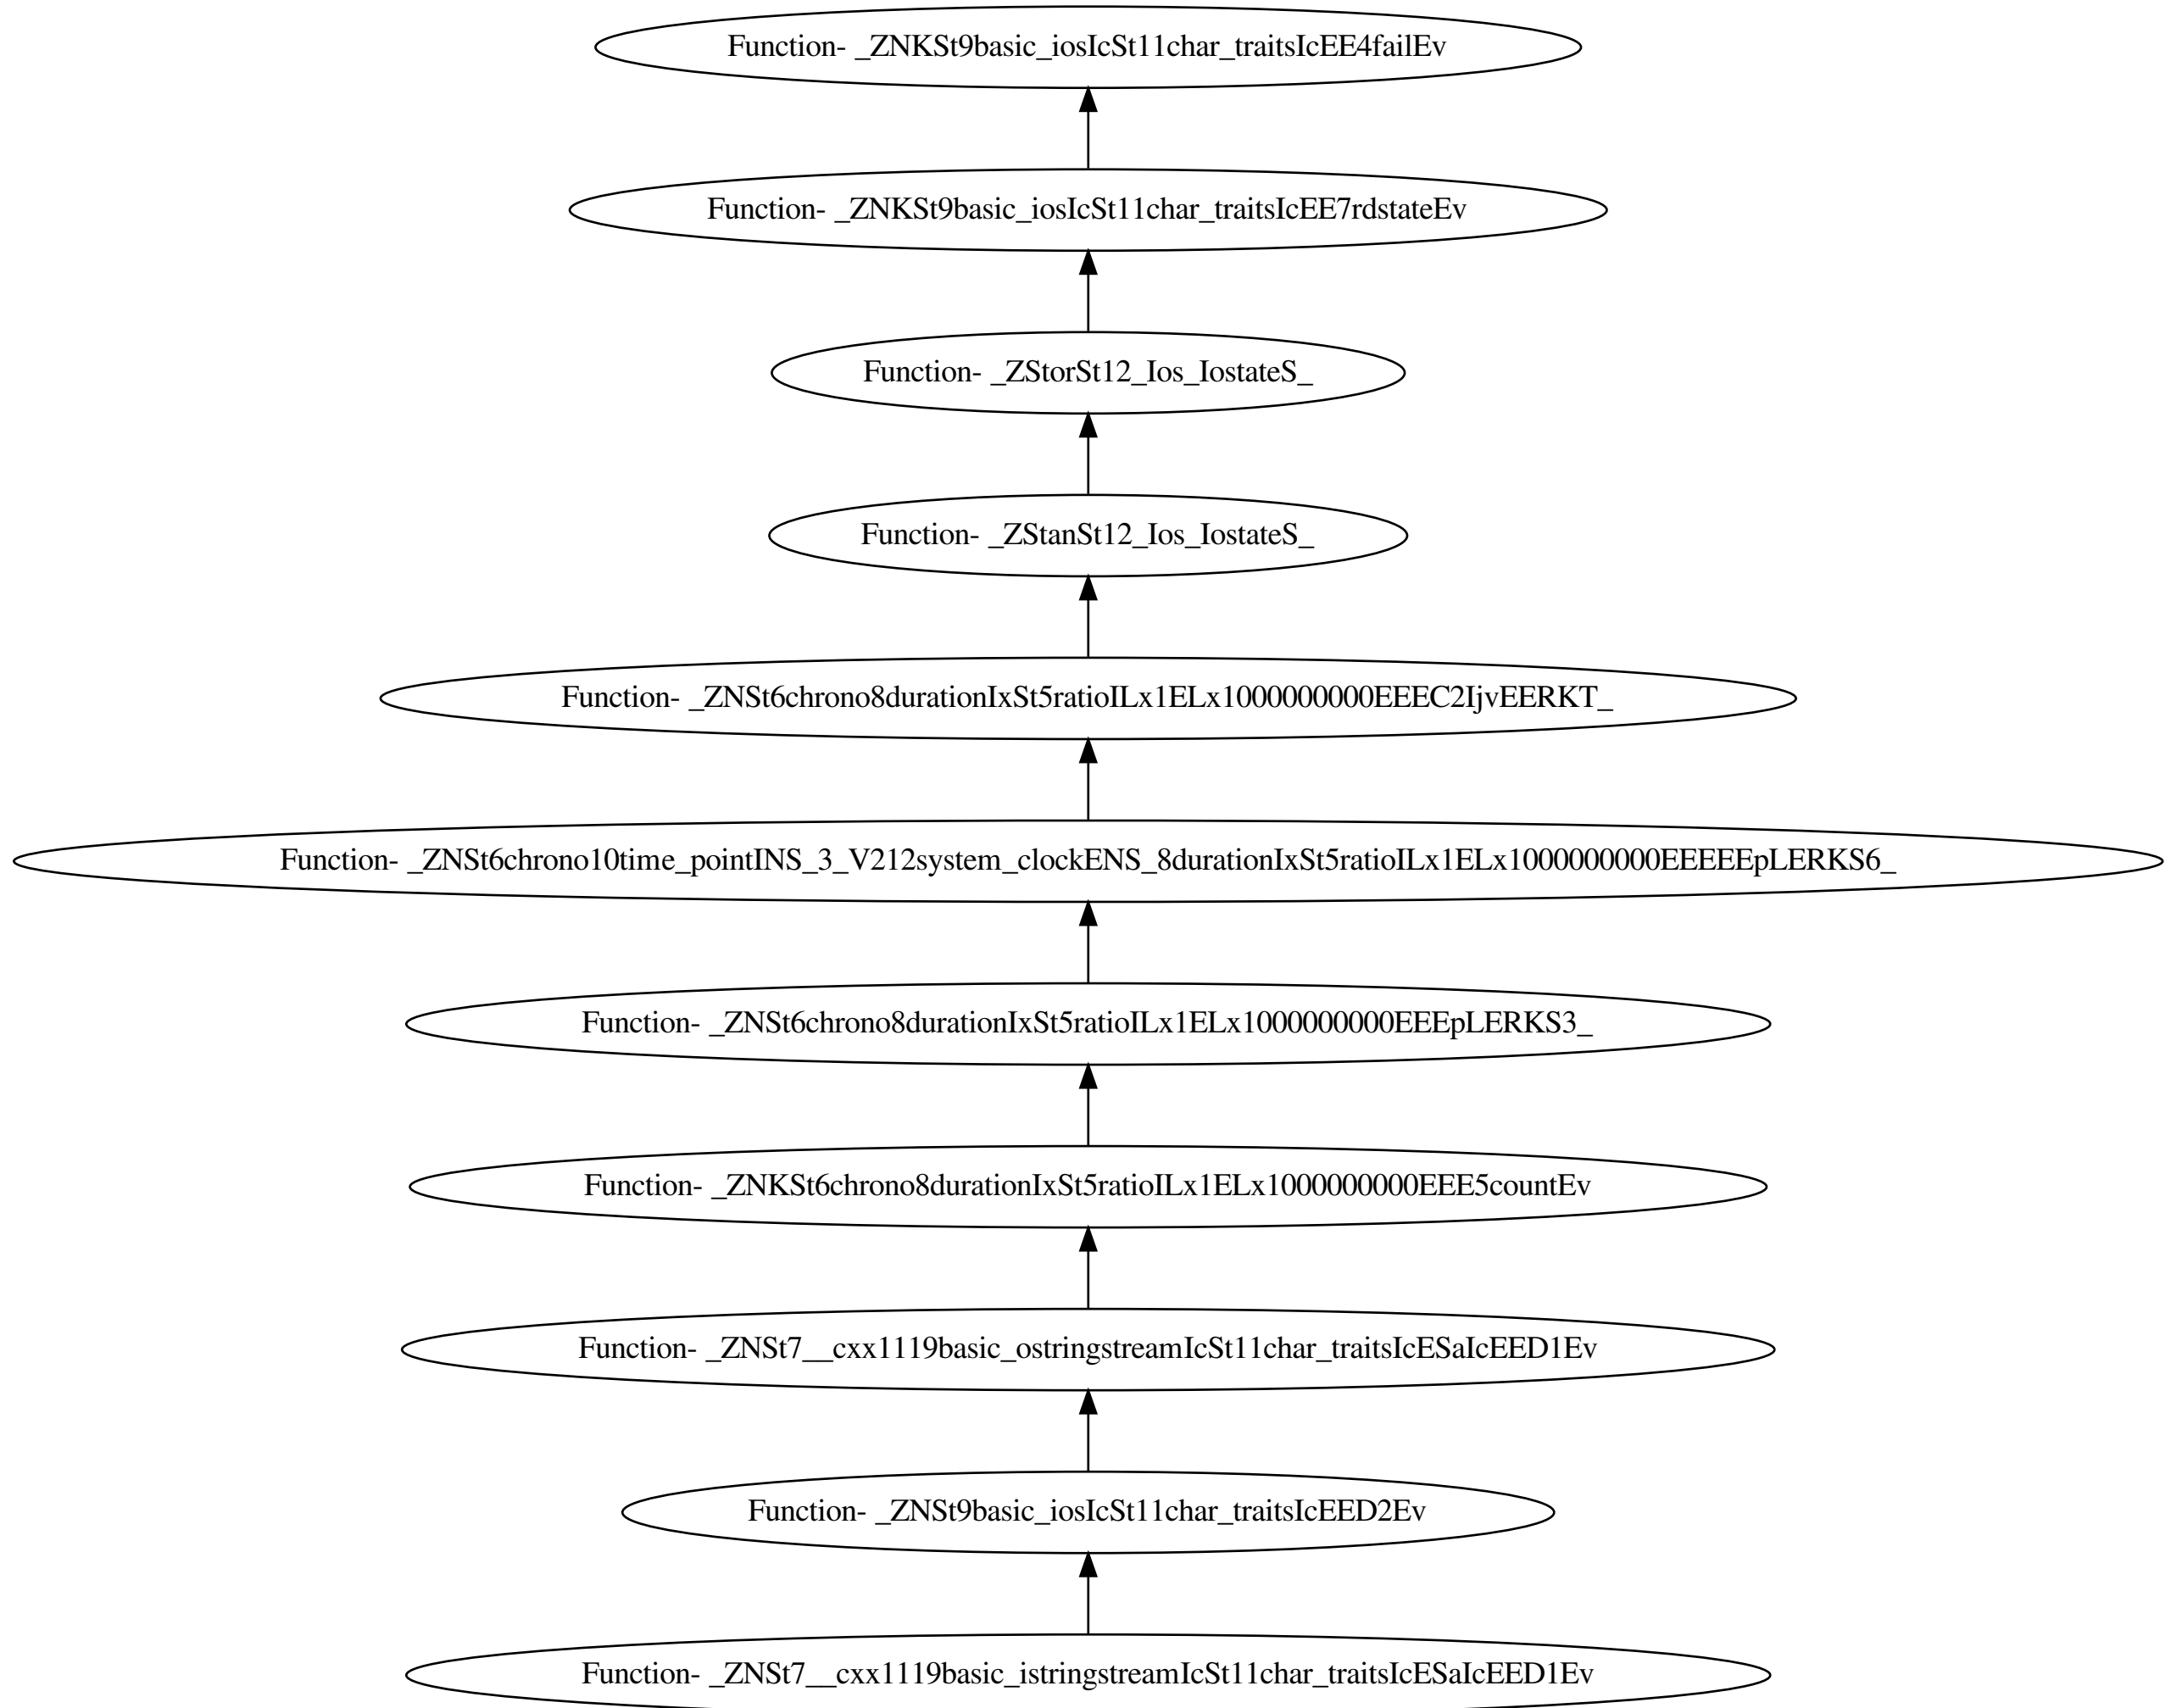 Function- _ZNKSt9basic_iosIcSt11char_traitsIcEE4failEv
Function- _ZNKSt9basic_iosIcSt11char_traitsIcEE7rdstateEv
Function- _ZStorSt12_Ios_IostateS_
Function- _ZStanSt12_Ios_IostateS_
Function- _ZNSt6chrono8durationIxSt5ratioILx1ELx1000000000EEEC2IjvEERKT_
Function- _ZNSt6chrono10time_pointINS_3_V212system_clockENS_8durationIxSt5ratioILx1ELx1000000000EEEEEpLERKS6_
Function- _ZNSt6chrono8durationIxSt5ratioILx1ELx1000000000EEEpLERKS3_
Function- _ZNKSt6chrono8durationIxSt5ratioILx1ELx1000000000EEE5countEv
Function- _ZNSt7__cxx1119basic_ostringstreamIcSt11char_traitsIcESaIcEED1Ev
Function- _ZNSt9basic_iosIcSt11char_traitsIcEED2Ev
Function- _ZNSt7__cxx1119basic_istringstreamIcSt11char_traitsIcESaIcEED1Ev